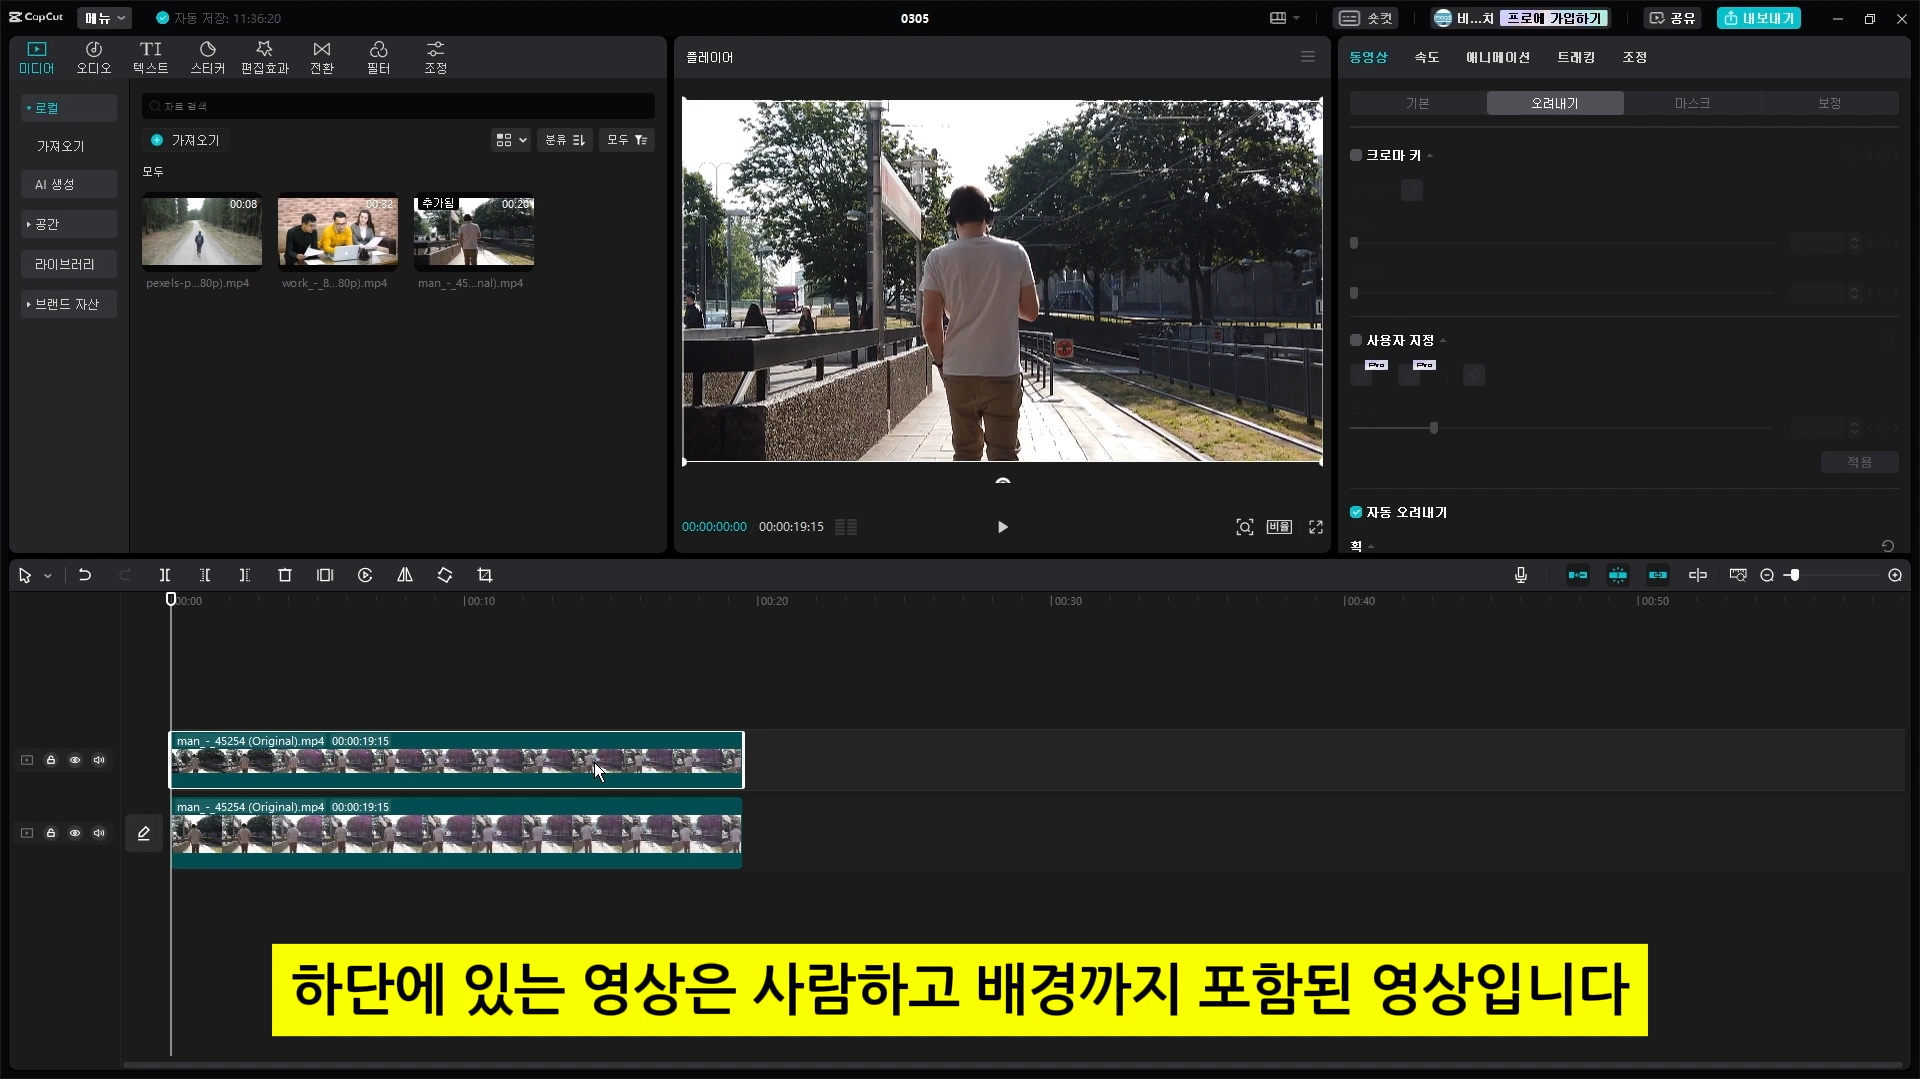 CapCut
메뉴
자동 저장: 11:36:20
0305
숏컷
비...치
프로에 가입하기
공유
내보내기
미디어
오디오
텍스트
스티커
편집효과
전환
필터
조정
로컬
가져오기
AI 생성
공간
라이브러리
브랜드 자산
자료 검색
가져오기
분류
모두
모두
00:08
00:32
추가됨
00:20
pexels-p...80p).mp4
work_-_8...80p).mp4
man_-_45...nal).mp4
플레이어
00:00:00:00
00:00:19:15
비율
동영상
속도
애니메이션
트래킹
조정
기본
오려내기
마스크
보정
크로마 키
사용자 지정
Pro
Pro
적용
자동 오려내기
획
00:00
00:10
00:20
00:30
00:40
00:50
man_-_45254 (Original).mp4 00:00:19:15
man_-_45254 (Original).mp4 00:00:19:15
하단에 있는 영상은 사람하고 배경까지 포함된 영상입니다